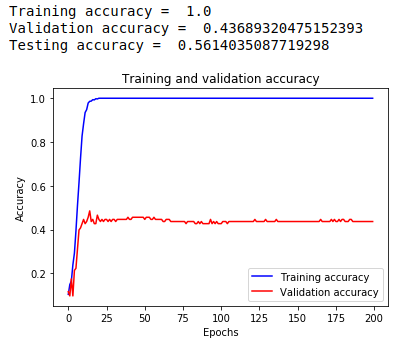 Training accuracy =  1.0
Validation accuracy =  0.43689320475152393
Testing accuracy =  0.5614035087719298
Training and validation accuracy
1.0
0.8
0.6
0.4
0.2
Accuracy
Training accuracy
Validation accuracy
0 25 50 75 100 125 150 175 200
Epochs